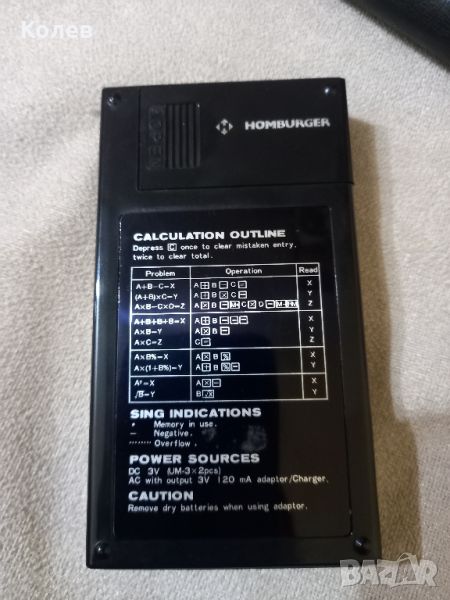 Колев
OPEN
HOMBURGER
CALCULATION OUTLINE
Depress C once to clear mistaken entry,
twice to clear total.
Problem Operation Read
A+B-C=X X
(A+B)×C=Y Y
A×B-C×D=Z Z
X
A×B=Y Y
A×C=Z Z
A×B%=X A×B% X
A×(1+B%)=Y Y
X
√B=Y B√x Y
SING INDICATIONS
Memory in use.
– Negative.
Overflow.
POWER SOURCES
DC 3V (UM-3×2pcs)
AC with output 3V 120 mA adaptor/Charger.
CAUTION
Remove dry batteries when using adaptor.
BAZAR